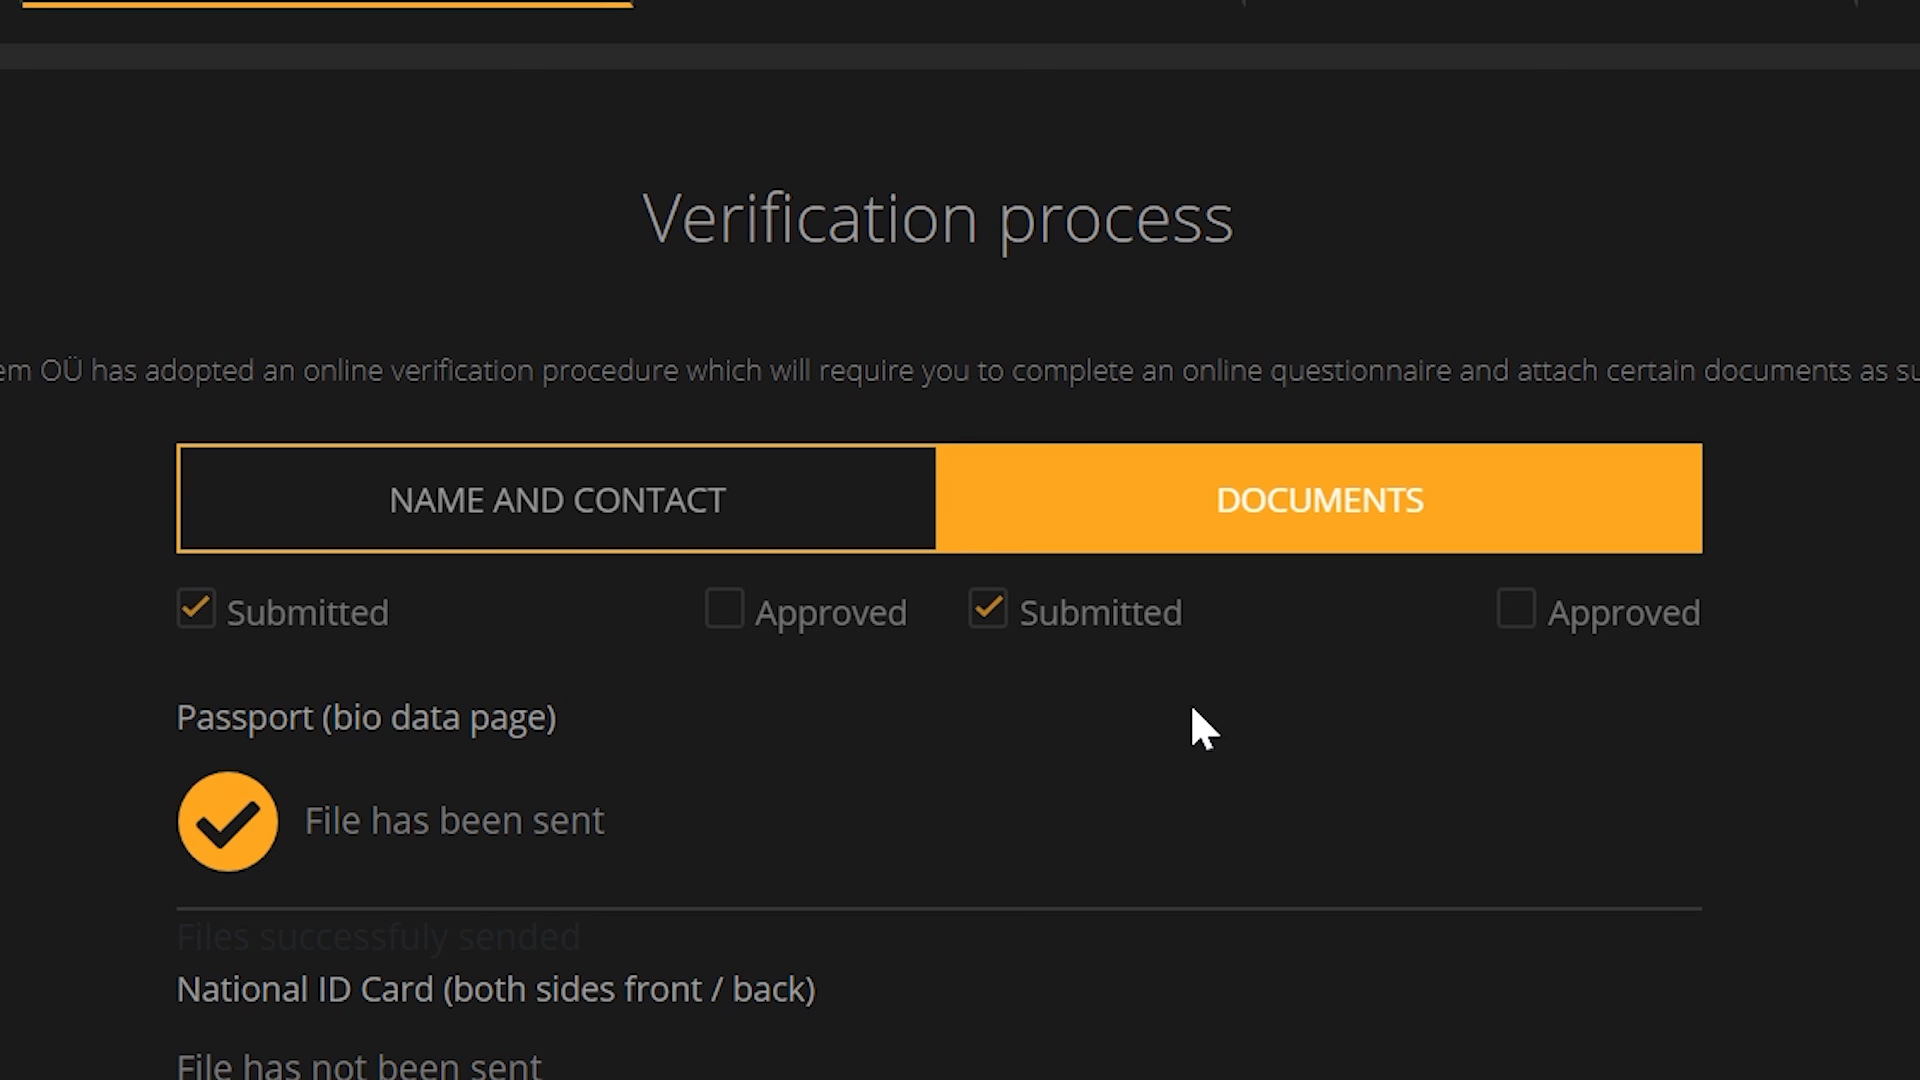 Verification process
em OÜ has adopted an online verification procedure which will require you to complete an online questionnaire and attach certain documents as su
NAME AND CONTACT DOCUMENTS
Submitted Approved Submitted Approved
Passport (bio data page)
File has been sent
Files successfuly sended
National ID Card (both sides front / back)
File has not been sent